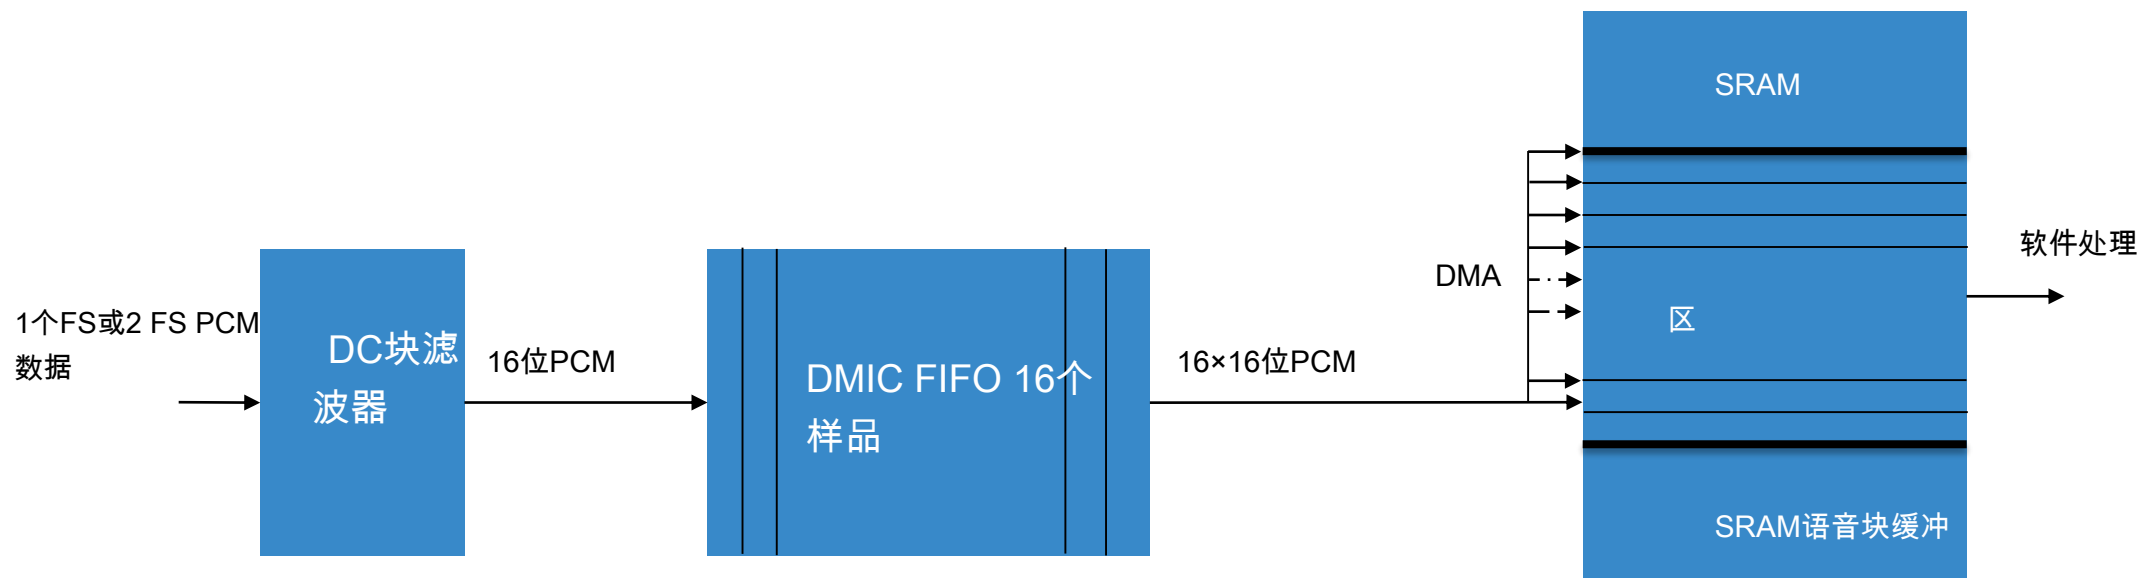 1个FS或2 FS PCM
数据
DC块滤
波器
16位PCM
DMIC FIFO 16个
样品
16×16位PCM
DMA
SRAM
区
SRAM语音块缓冲
软件处理